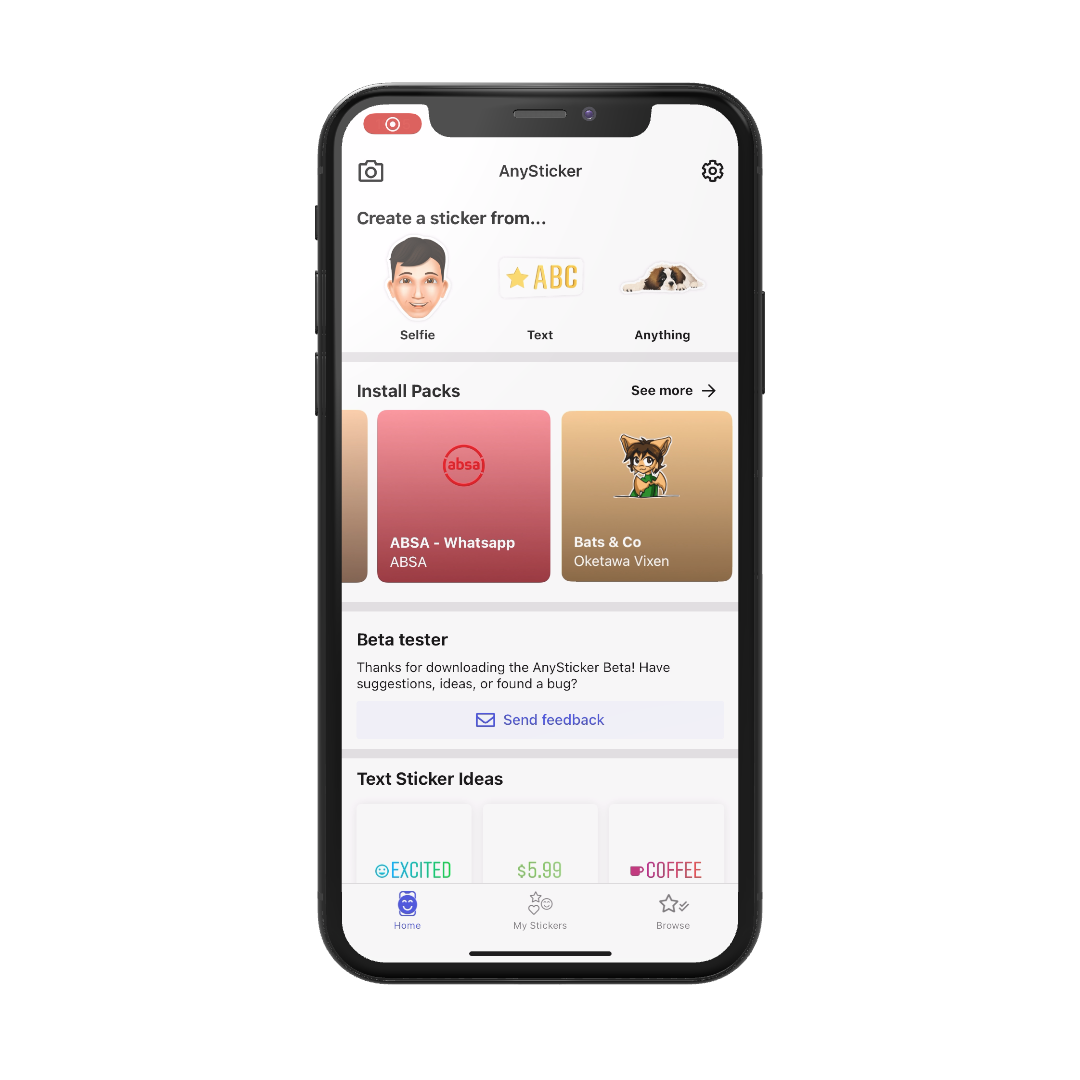 AnySticker
Create a sticker from...
ABC
Selfie
Text
Anything
Install Packs
See more
absa
ABSA - Whatsapp
ABSA
Bats & Co
Oketawa Vixen
Beta tester
Thanks for downloading the AnySticker Beta! Have
suggestions, ideas, or found a bug?
Send feedback
Text Sticker Ideas
EXCITED
$5.99
COFFEE
Home
My Stickers
Browse